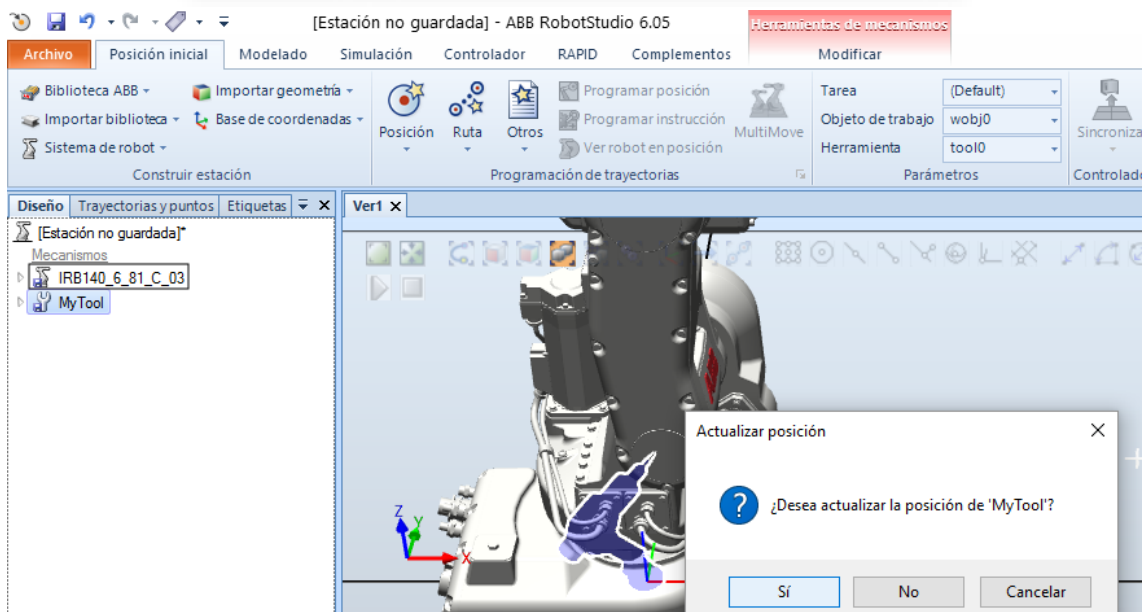 [Estación no guardada] - ABB RobotStudio 6.05
Herramientas de mecanismos
Archivo Posición inicial Modelado Simulación Controlador RAPID Complementos Modificar
Biblioteca ABB Importar geometría
Importar biblioteca Base de coordenadas
Sistema de robot
Construir estación
Posición Ruta Otros
Programar posición
Programar instrucción
Ver robot en posición
MultiMove
Programación de trayectorias
Tarea (Default)
Objeto de trabajo wobj0
Herramienta tool0
Parámetros
Sincroniza
Controlado
Diseño Trayectorias y puntos Etiquetas
[Estación no guardada]*
Mecanismos
IRB140_6_81_C_03
MyTool
Ver1
Z
Y
X
Actualizar posición
¿Desea actualizar la posición de 'MyTool'?
Sí No Cancelar